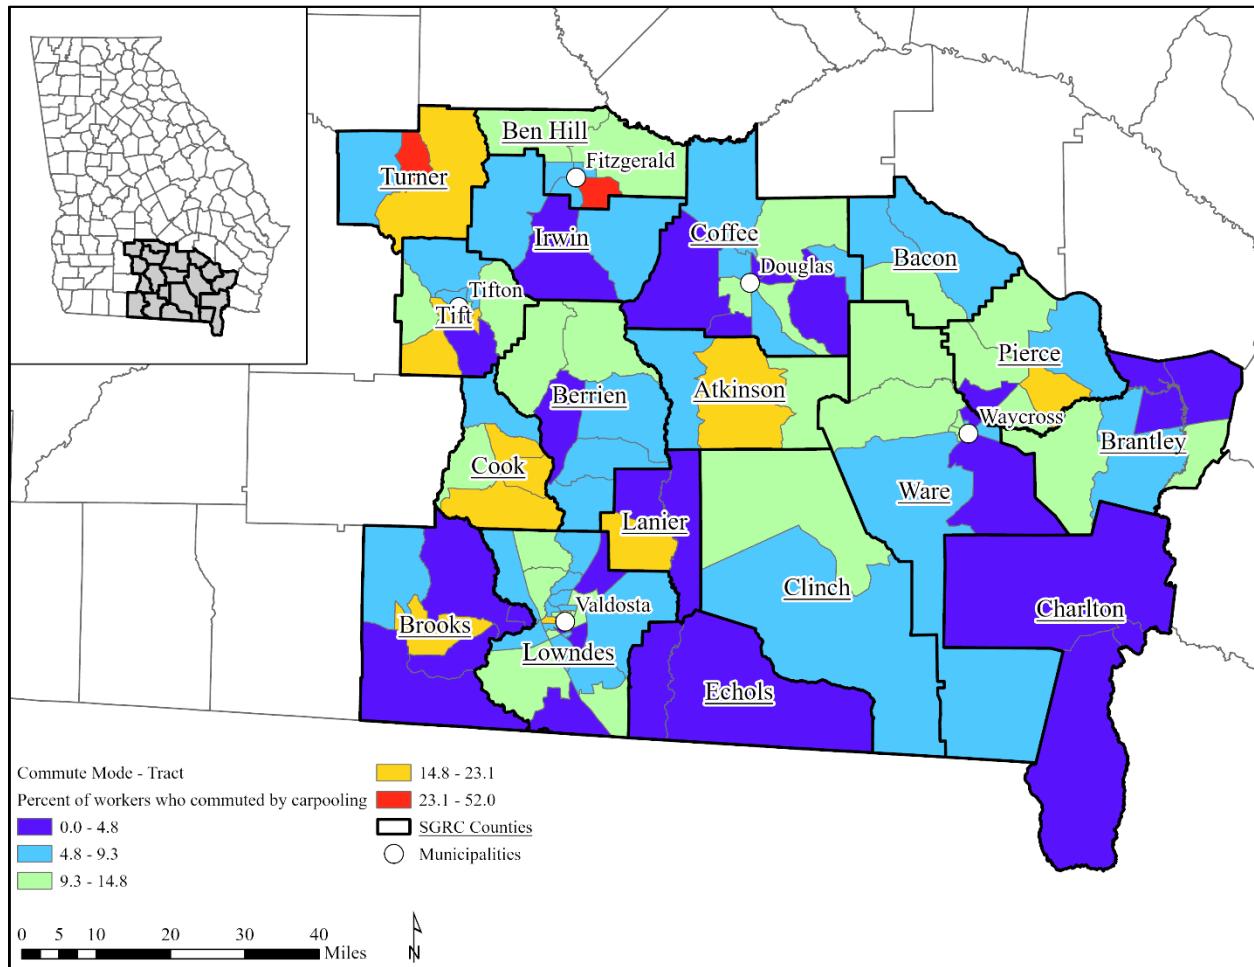 Ben Hill
Fitzgerald
Turner
Irwin
Coffee
Bacon
Douglas
Tifton
Tift
Pierce
Berrien
Atkinson
Waycross
Brantley
Cook
Ware
Lanier
Clinch
Valdosta
Charlton
Brooks
Lowndes
Echols
Commute Mode - Tract
Percent of workers who commuted by carpooling
0.0 - 4.8
4.8 - 9.3
9.3 - 14.8
14.8 - 23.1
23.1 - 52.0
SGRC Counties
Municipalities
0 5 10 20 30 40
Miles
N